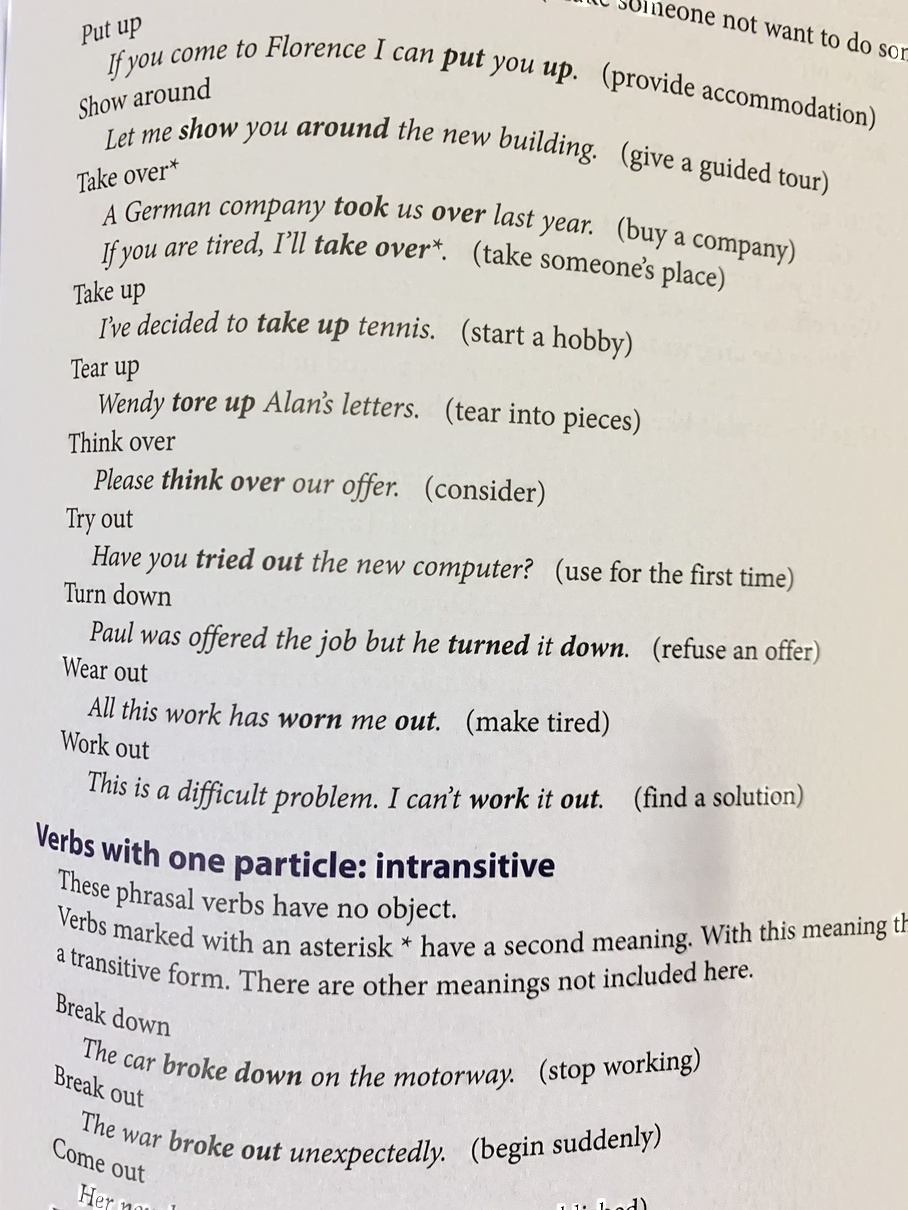 someone not want to do
Put up
If you come to Florence I can put you up. (provide accommodation)
Show around
Let me show you around the new building. (give a guided tour)
Take over*
A German company took us over last year. (buy a company)
If you are tired, I'll take over*. (take someone's place)
Take up
I've decided to take up tennis. (start a hobby)
Tear up
Wendy tore up Alan's letters. (tear into pieces)
Think over
Please think over our offer. (consider)
Try out
Have you tried out the new computer? (use for the first time)
Turn down
Paul was offered the job but he turned it down. (refuse an offer)
Wear out
All this work has worn me out. (make tired)
Work out
This is a difficult problem. I can't work it out. (find a solution)
Verbs with one particle: intransitive
These phrasal verbs have no object.
Verbs marked with an asterisk * have a second meaning. With this meaning
a transitive form. There are other meanings not included here.
Break down
The car broke down on the motorway. (stop working)
Break out
The war broke out unexpectedly. (begin suddenly)
Come out
Her